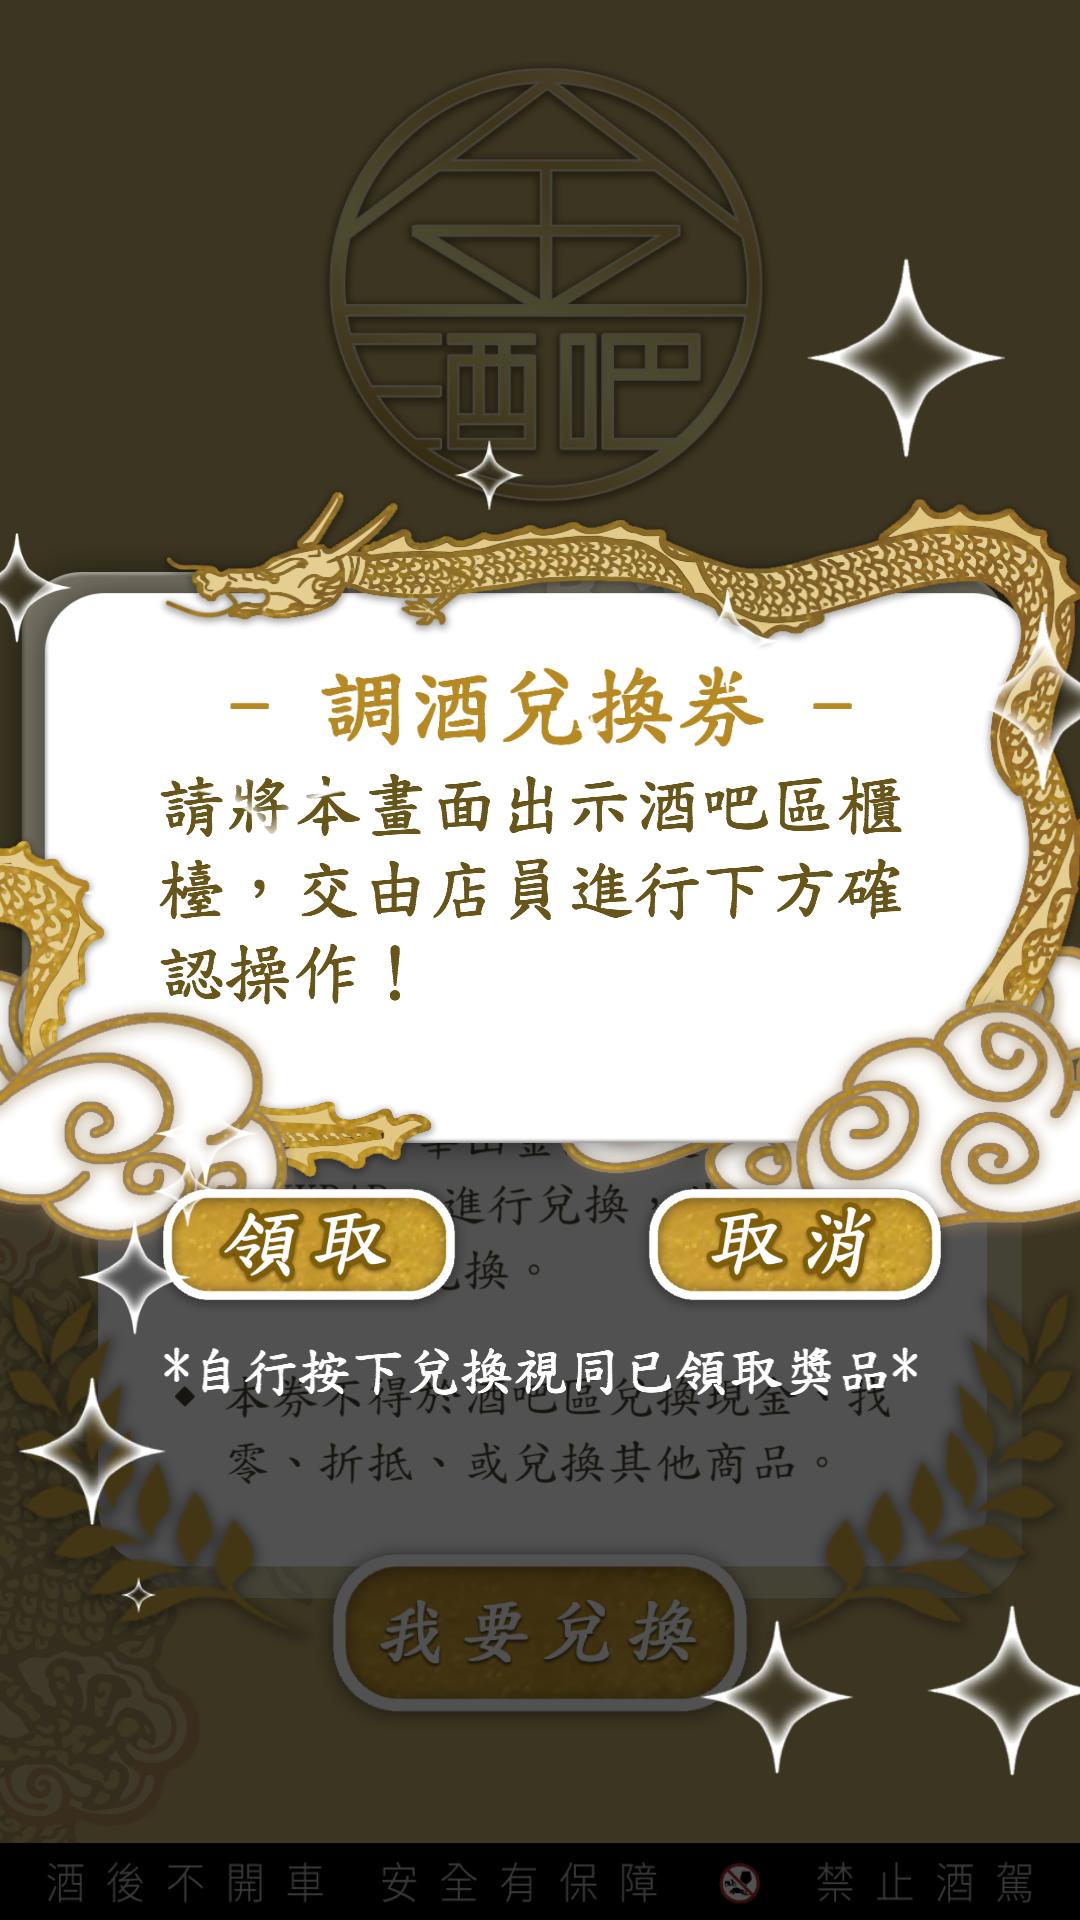 金
酒吧
- 調酒兌換券 -
請將本畫面出示酒吧區櫃
檯，交由店員進行下方確
認操作！
進行兌換，
換。
領取
取消
*自行按下兌換視同已領取獎品*
◆ 本券不得於酒吧區兌換現金、找
零、折抵、或兌換其他商品。
我要兌換
酒後不開車 安全有保障 禁止酒駕